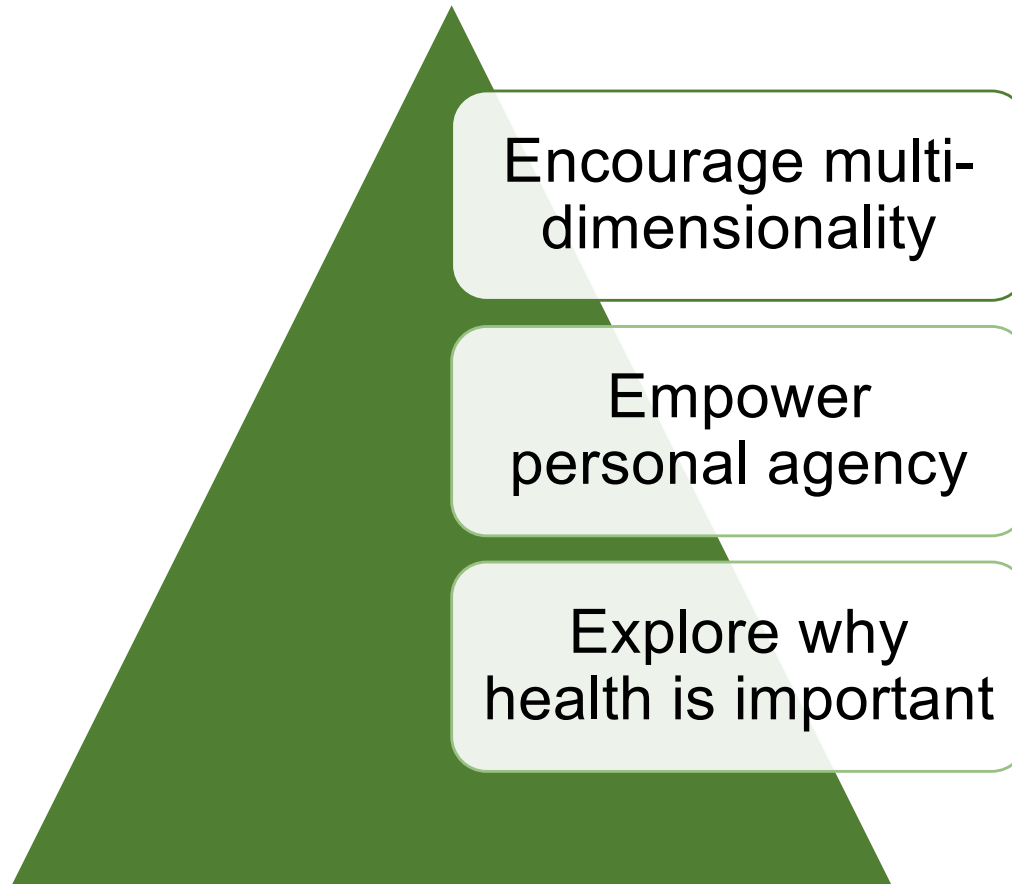 Encourage multi-
dimensionality
Empower
personal agency
Explore why
health is important